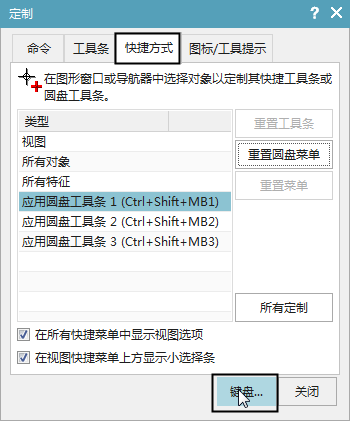 定制
? ×
命令 工具条 快捷方式 图标/工具提示
在图形窗口或导航器中选择对象以定制其快捷工具条或
圆盘工具条。
类型
视图
所有对象
所有特征
应用圆盘工具条 1 (Ctrl+Shift+MB1)
应用圆盘工具条 2 (Ctrl+Shift+MB2)
应用圆盘工具条 3 (Ctrl+Shift+MB3)
重置工具条
重置圆盘菜单
重置菜单
所有定制
在所有快捷菜单中显示视图选项
在视图快捷菜单上方显示小选择条
键盘... 关闭